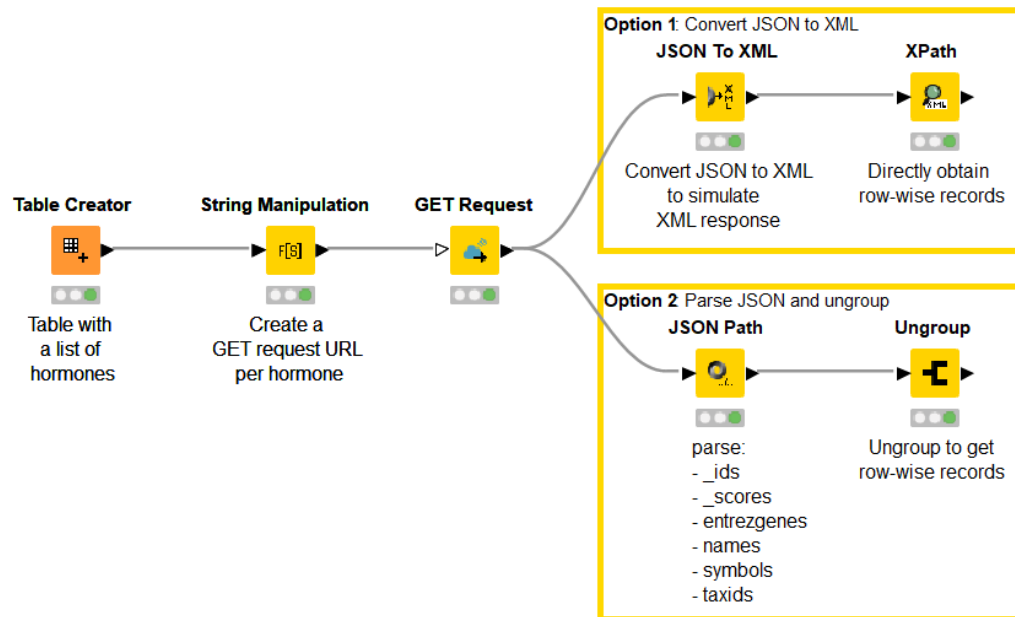 Option 1: Convert JSON to XML
JSON To XML
XPath
Convert JSON to XML
to simulate
XML response
Directly obtain
row-wise records
Table Creator
String Manipulation
GET Request
F[S]
Table with
a list of
hormones
Create a
GET request URL
per hormone
Option 2: Parse JSON and ungroup
JSON Path
Ungroup
parse:
- _ids
- _scores
- entrezgenes
- names
- symbols
- taxids
Ungroup to get
row-wise records
XML
XML